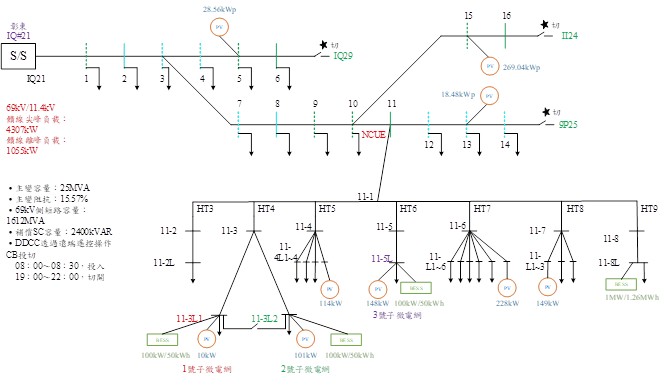 彰東
IQ#21
S/S
IQ21
1
2
3
4
5
6
28.56kWp
PV
切
IQ29
15
16
切
II24
PV
269.04kWp
69kV/11.4kV
饋線尖峰負載：
4307kW
饋線離峰負載：
1055kW
7
8
9
10
11
NCUE
12
13
14
18.48kWp
PV
切
9P25
• 主變容量：25MVA
• 主變阻抗：15.57%
• 69kV側短路容量：
1612MVA
• 補償SC容量：2400kVAR
• DDCC透過遠端遙控操作
CB投切
08：00~08：30，投入
19：00~22：00，切開
11-1
HT3
HT4
HT5
HT6
HT7
HT8
HT9
11-2
11-3
11-4
11-5
11-6
11-7
11-8
11-2L
11-
4L1~4
11-5L
11-
L1~6
11-
L1~3
11-8L
PV
114kW
PV
148kW
BESS
100kW/50kWh
3號子微電網
PV
228kW
PV
149kW
BESS
1MW/1.26MWh
11-3L1
11-3L2
BESS
100kW/50kWh
PV
10kW
1號子微電網
PV
101kW
BESS
100kW/50kWh
2號子微電網